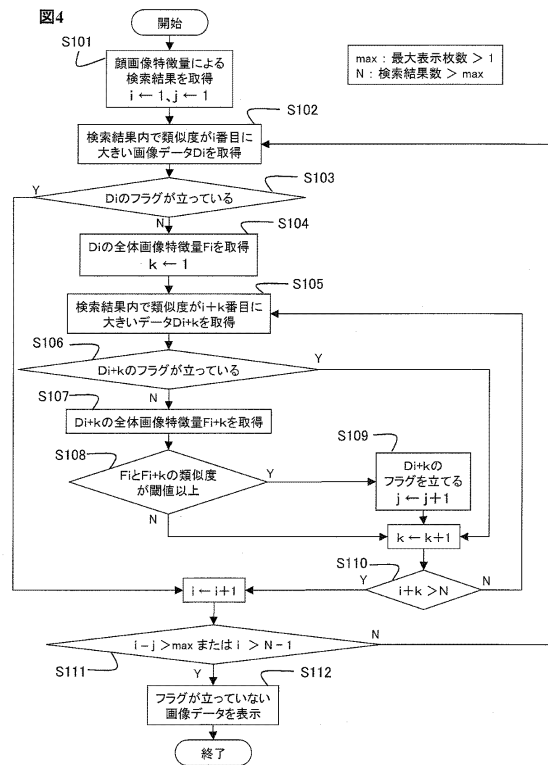 図4
開始
S101
顔画像特徴量による
検索結果を取得
i ← 1、j ← 1
max : 最大表示枚数 > 1
N : 検索結果数 > max
S102
検索結果内で類似度がi番目に
大きい画像データDiを取得
S103
Y
Diのフラグが立っている
N
S104
Diの全体画像特徴量Fiを取得
k ← 1
S105
検索結果内で類似度がi+k番目に
大きいデータDi+kを取得
S106
Di+kのフラグが立っている
Y
N
S107
Di+kの全体画像特徴量Fi+kを取得
S108
FiとFi+kの類似度
が閾値以上
Y
N
S109
Di+kの
フラグを立てる
j ← j+1
k ← k+1
S110
i+k >N
Y
N
i ← i+1
i-j >max または i > N-1
N
S111
Y
S112
フラグが立っていない
画像データを表示
終了